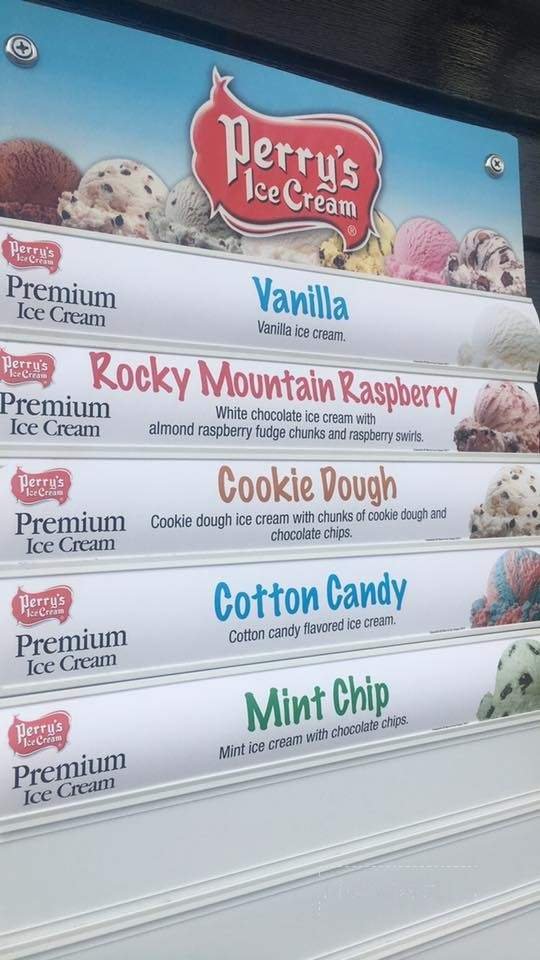 Perry's
Ice Cream
®
Perry's
Ice Cream
Premium
Ice Cream
Vanilla
Vanilla ice cream.
Perry's
Ice Cream
Premium
Ice Cream
Rocky Mountain Raspberry
White chocolate ice cream with
almond raspberry fudge chunks and raspberry swirls.
Perry's
Ice Cream
Premium
Ice Cream
Cookie Dough
Cookie dough ice cream with chunks of cookie dough and
chocolate chips.
Perry's
Ice Cream
Premium
Ice Cream
Cotton Candy
Cotton candy flavored ice cream.
Perry's
Ice Cream
Premium
Ice Cream
Mint Chip
Mint ice cream with chocolate chips.